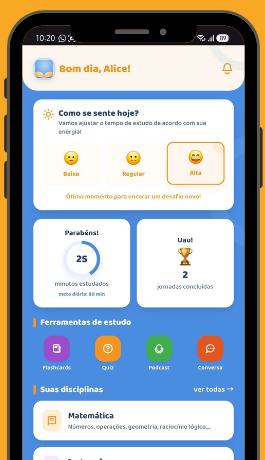 10:20
Bom dia, Alice!
Como se sente hoje?
Vamos ajustar o tempo de estudo de acordo com sua
energia!
Baixa
Regular
Alta
Ótimo momento para encarar um desafio novo!
Parabéns!
25
minutos estudados
meta diária: 60 min
Uau!
2
jornadas concluídas
Ferramentas de estudo
Flashcards
Quiz
Podcast
Conversa
Suas disciplinas
ver todas →
Matemática
Números, operações, geometria, raciocínio lógico,...